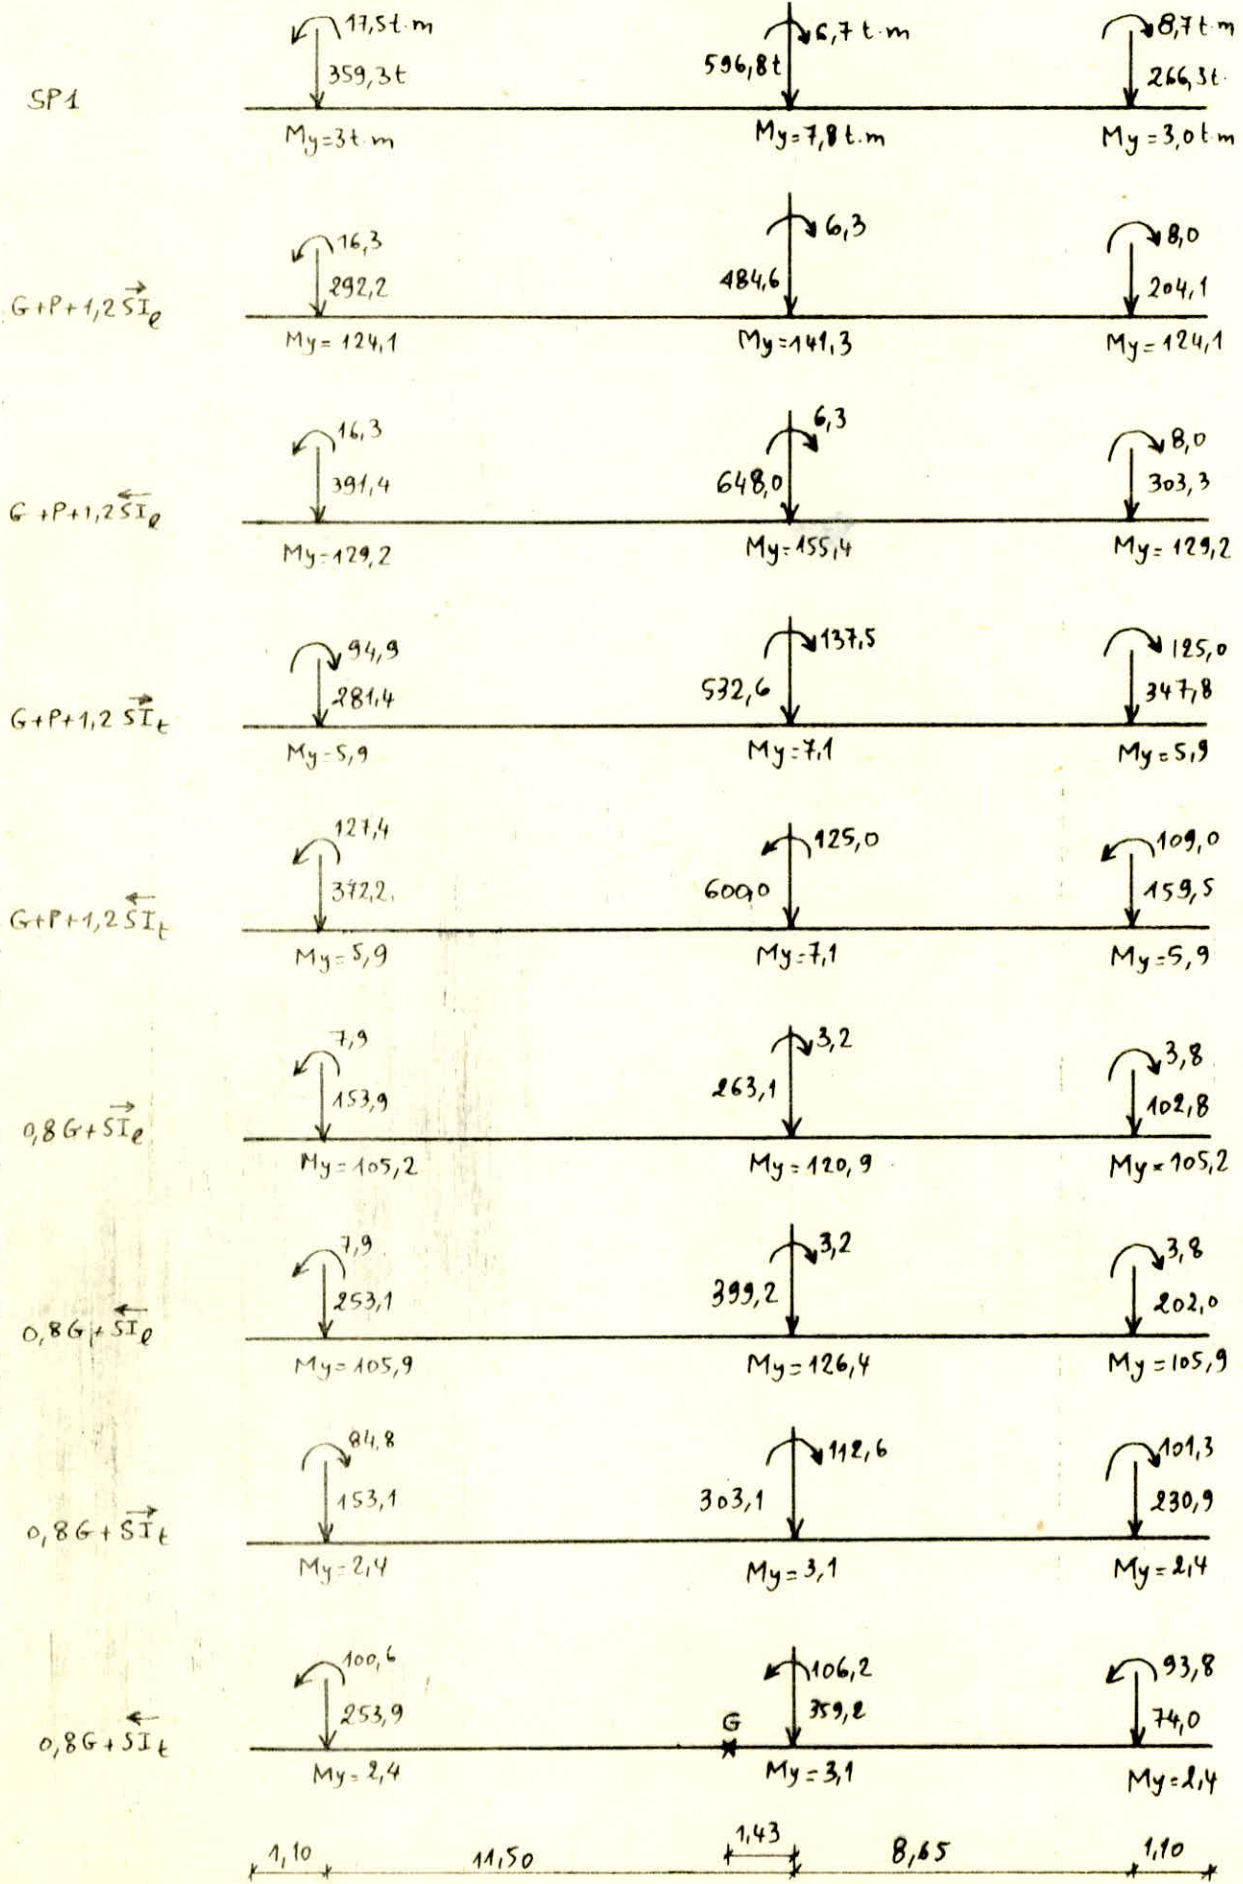 17,5t.m 6,7 t.m 8,7 t.m
359,3t 596,8t 266,3t.
SP1
My=3t.m My=7,8t.m My=3,0t.m
16,3 6,3 8,0
292,2 484,6 204,1
G+P+1,2SIℓ
My=124,1 My=141,3 My=124,1
16,3 6,3 8,0
391,4 648,0 303,3
G+P+1,2SIℓ
My=129,2 My=155,4 My=129,2
94,9 137,5 125,0
281,4 532,6 347,8
G+P+1,2 SIt
My=5,9 My=7,1 My=5,9
127,4 125,0 109,0
372,2 600,0 159,5
G+P+1,2SIt
My=5,9 My=7,1 My=5,9
7,9 3,2 3,8
153,9 263,1 102,8
0,8G+SIℓ
My=105,2 My=120,9 My=105,2
7,9 3,2 3,8
253,1 399,2 202,0
0,8G+SIℓ
My=105,9 My=126,4 My=105,9
84,8 112,6 101,3
153,1 303,1 230,9
0,8G+SIt
My=2,4 My=3,1 My=2,4
100,6 106,2 93,8
253,9 G 359,2 74,0
0,8G+SIt
My=2,4 My=3,1 My=2,4
1,10 11,50 1,43 8,65 1,10